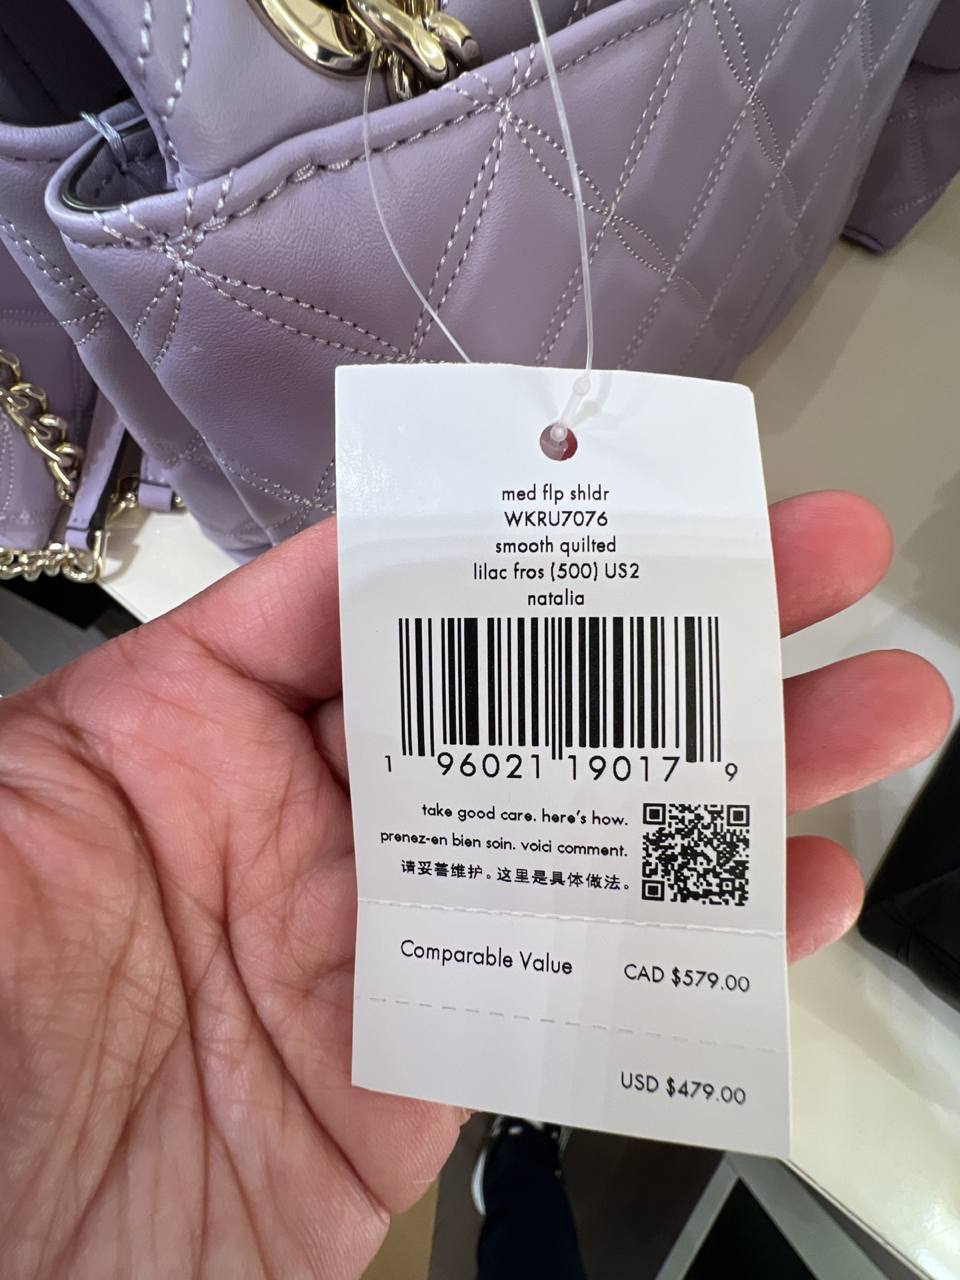 med flp shldr
WKRU7076
smooth quilted
lilac fros (500) US2
natalia
1 96021 19017 9
take good care. here's how.
prenez-en bien soin. voici comment.
请妥善维护。这里是具体做法。
Comparable Value CAD $579.00
USD $479.00